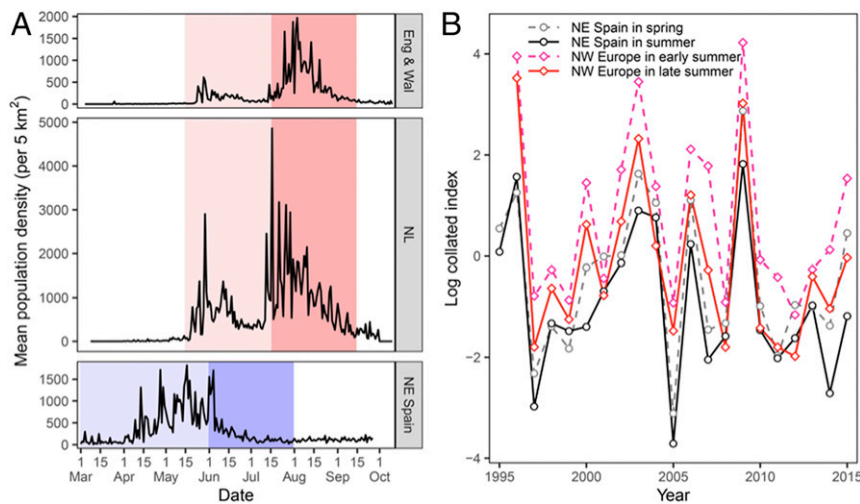 A
Mean population density (per 5 km²)
2000
1500
1000
500
0
Eng & Wal
5000
4000
3000
2000
1000
0
NL
1500
1000
500
0
NE Spain
1 15 1 15 1 15 1 15 1 15 1 15 1 15 1
Mar Apr May Jun Jul Aug Sep Oct
Date
B
NE Spain in spring
NE Spain in summer
NW Europe in early summer
NW Europe in late summer
Log collated index
4
2
0
−2
−4
1995 2000 2005 2010 2015
Year